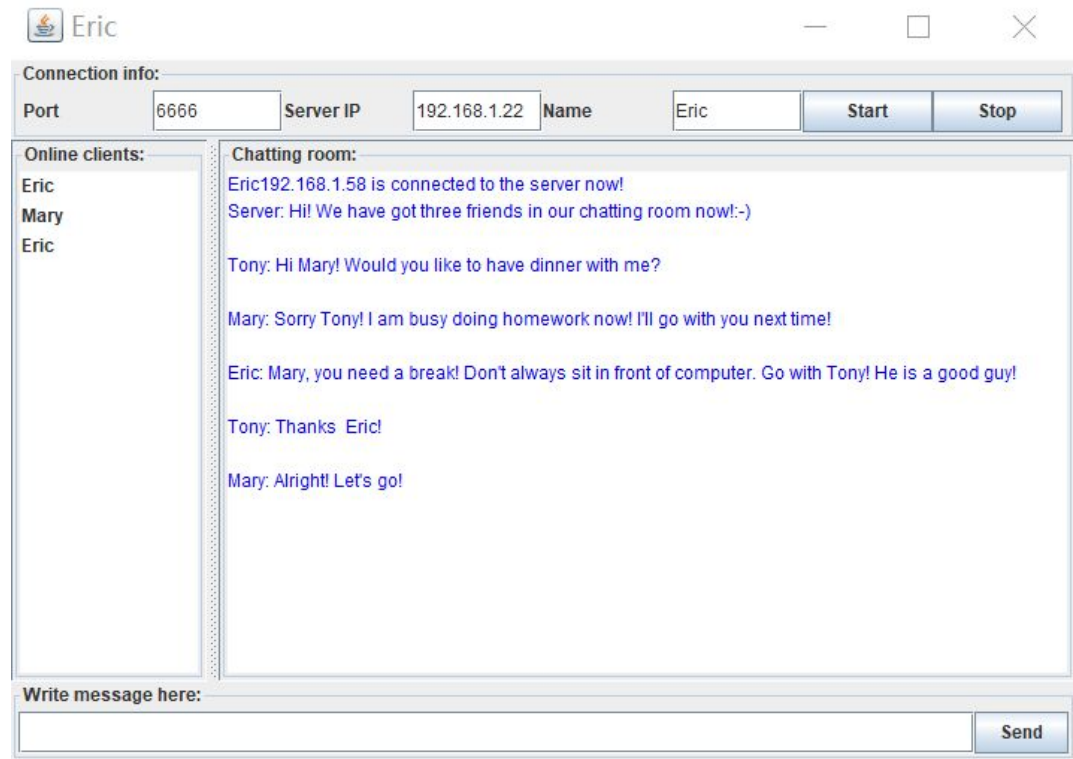 Eric
Connection info:
Port 6666 Server IP 192.168.1.22 Name Eric Start Stop
Online clients:
Eric
Mary
Eric
Chatting room:
Eric192.168.1.58 is connected to the server now!
Server: Hi! We have got three friends in our chatting room now!:-)
Tony: Hi Mary! Would you like to have dinner with me?
Mary: Sorry Tony! I am busy doing homework now! I'll go with you next time!
Eric: Mary, you need a break! Don't always sit in front of computer. Go with Tony! He is a good guy!
Tony: Thanks  Eric!
Mary: Alright! Let's go!
Write message here:
Send